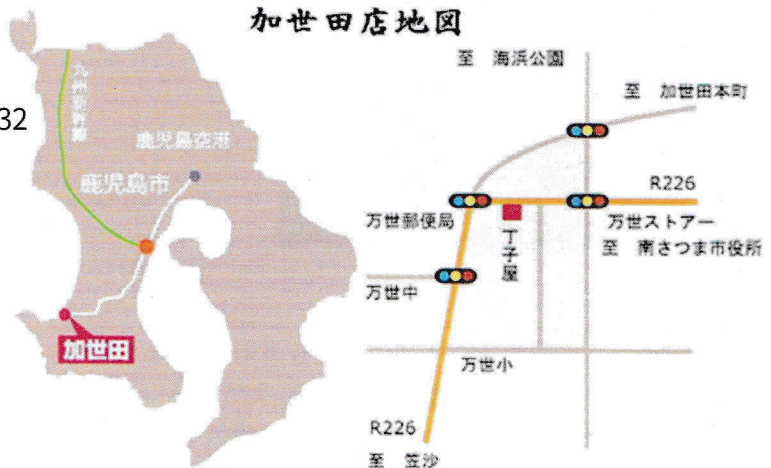 加世田店地図
32
九州新幹線
鹿児島空港
鹿児島市
加世田
至 海浜公園
至 加世田本町
R226
万世郵便局
丁子屋
万世ストアー
至 南さつま市役所
万世中
万世小
R226
至 笠沙